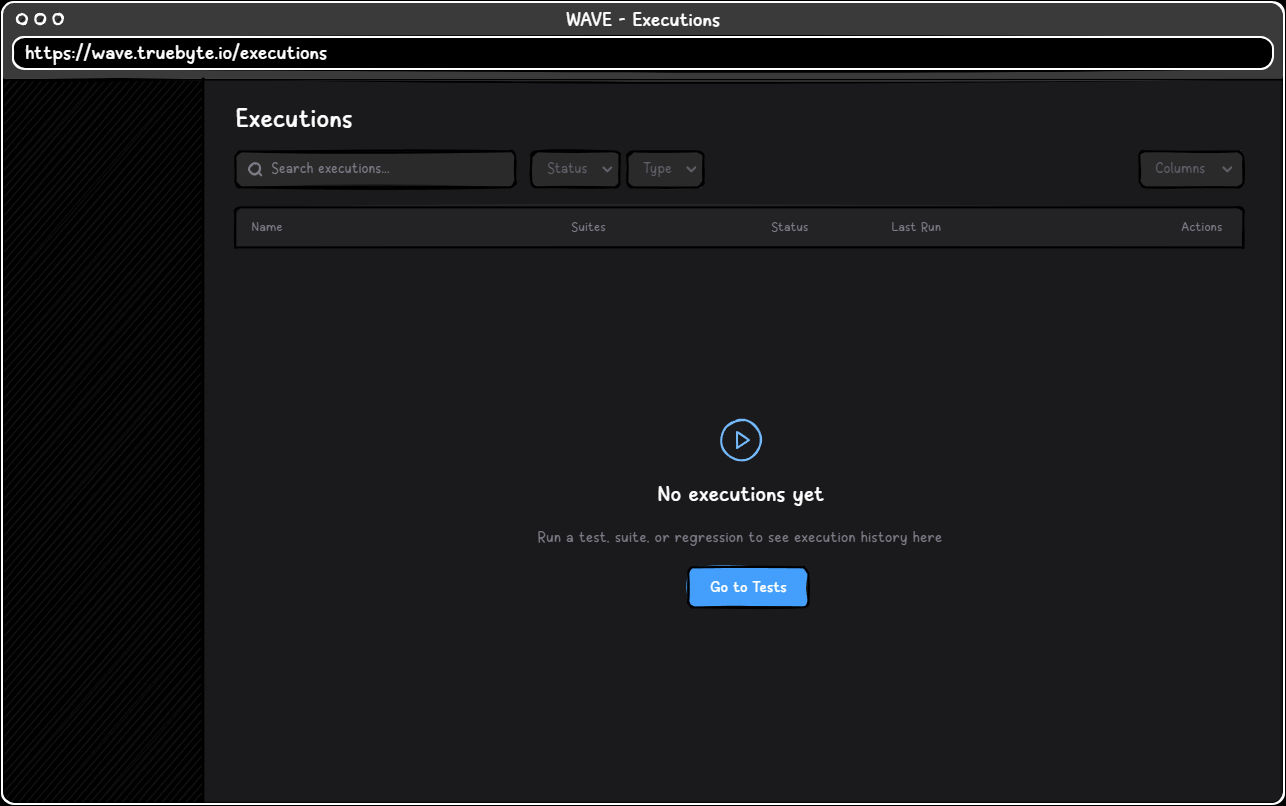 WAVE - Executions
https://wave.truebyte.io/executions
Executions
Search executions... Status Type Columns
Name Suites Status Last Run Actions
No executions yet
Run a test, suite, or regression to see execution history here
Go to Tests